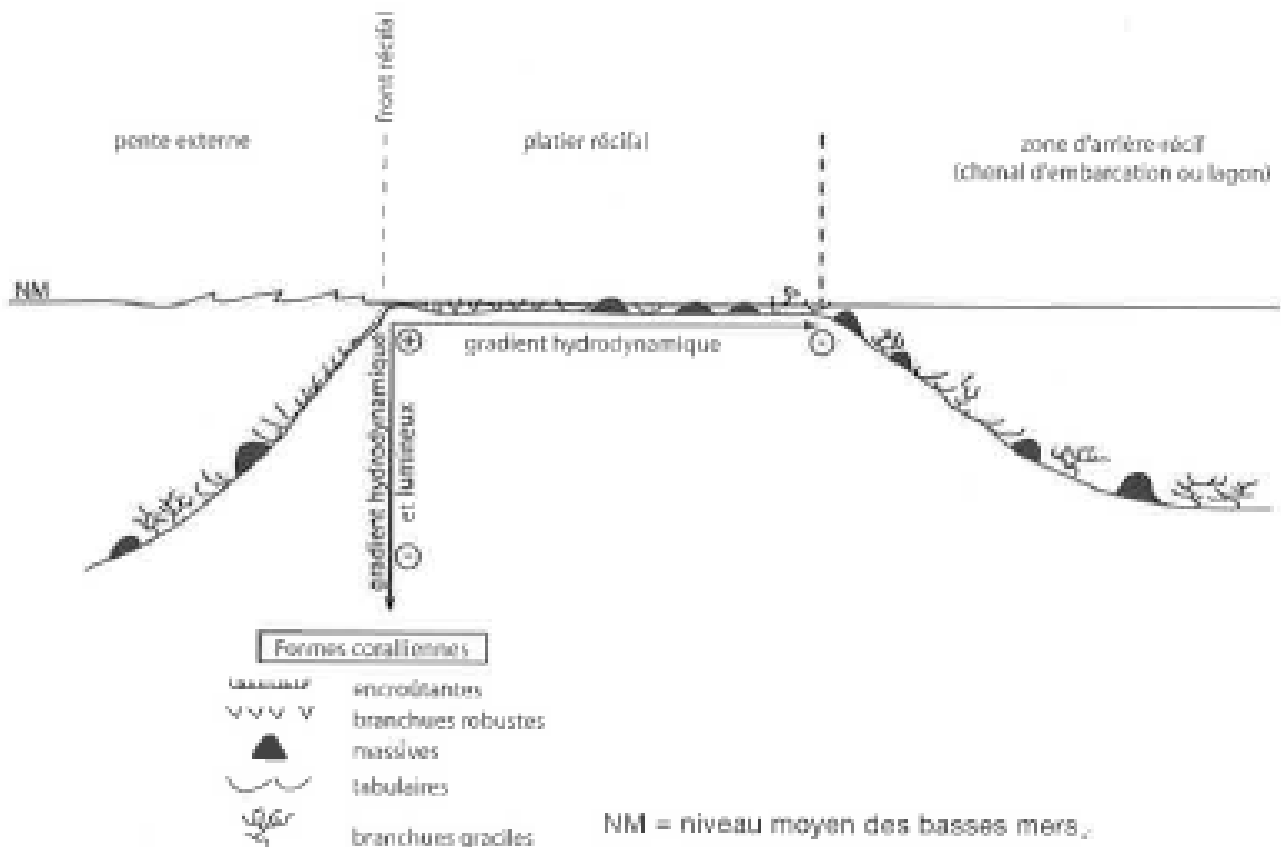 front récifal
pente externe
platier récifal
zone d'arrière-récif
(chenal d'embarcation ou lagon)
NM
gradient hydrodynamique
gradient hydrodynamique
et lumineux
Formes coralliennes
encroûtantes
branchues robustes
massives
tabulaires
branchues graciles
NM = niveau moyen des basses mers.